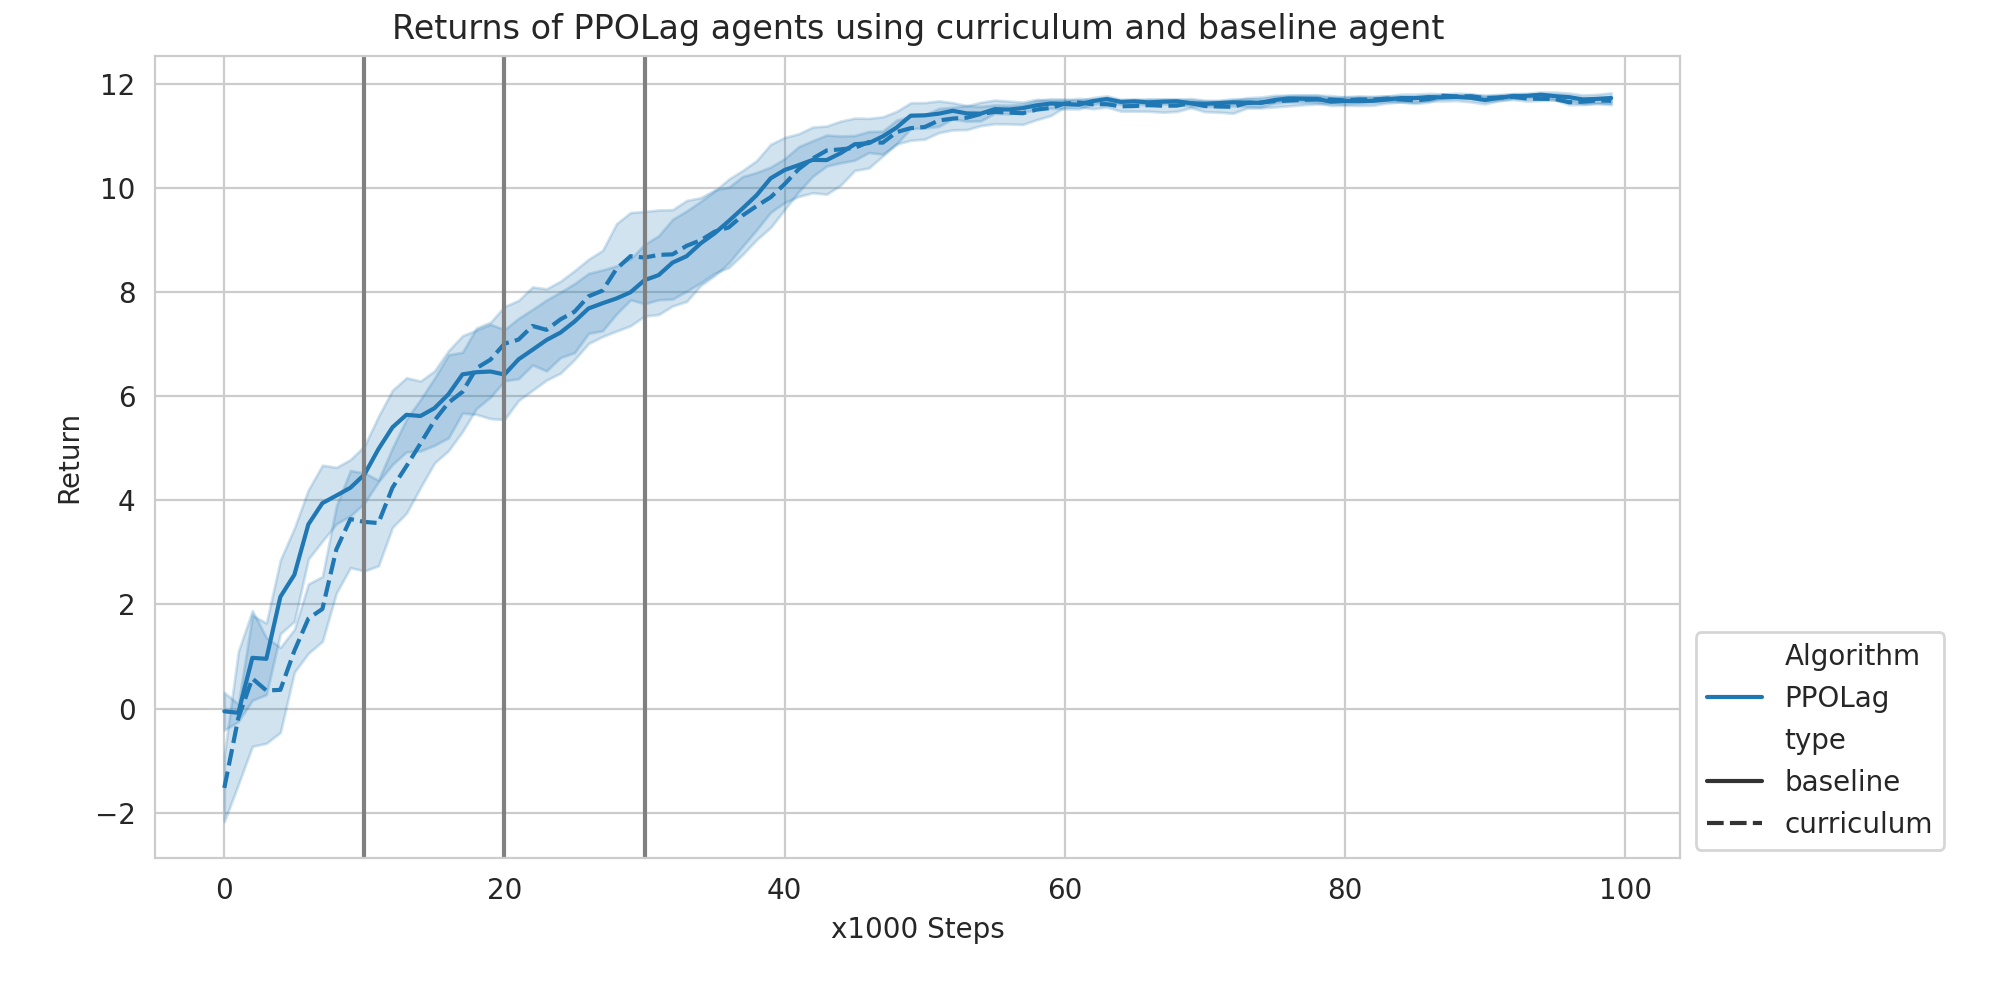 Returns of PPOLag agents using curriculum and baseline agent
12
10
8
6
4
2
0
−2
Return
0 20 40 60 80 100
x1000 Steps
Algorithm
PPOLag
type
baseline
curriculum